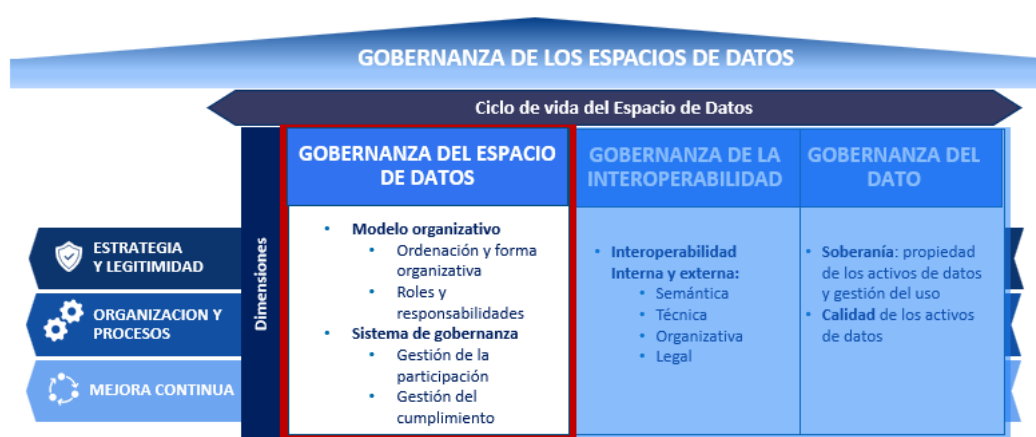 GOBERNANZA DE LOS ESPACIOS DE DATOS
Ciclo de vida del Espacio de Datos
Dimensiones
ESTRATEGIA
Y LEGITIMIDAD
ORGANIZACION Y
PROCESOS
MEJORA CONTINUA
GOBERNANZA DEL ESPACIO
DE DATOS
• Modelo organizativo
• Ordenación y forma
organizativa
• Roles y
responsabilidades
• Sistema de gobernanza
• Gestión de la
participación
• Gestión del
cumplimiento
GOBERNANZA DE LA
INTEROPERABILIDAD
• Interoperabilidad
Interna y externa:
• Semántica
• Técnica
• Organizativa
• Legal
GOBERNANZA DEL
DATO
• Soberanía: propiedad
de los activos de datos
y gestión del uso
• Calidad de los activos
de datos